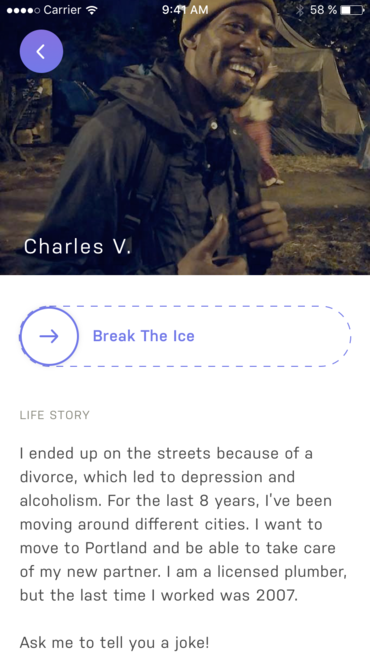 Carrier 9:41 AM 58 %
Charles V.
Break The Ice
LIFE STORY
I ended up on the streets because of a
divorce, which led to depression and
alcoholism. For the last 8 years, I've been
moving around different cities. I want to
move to Portland and be able to take care
of my new partner. I am a licensed plumber,
but the last time I worked was 2007.
Ask me to tell you a joke!